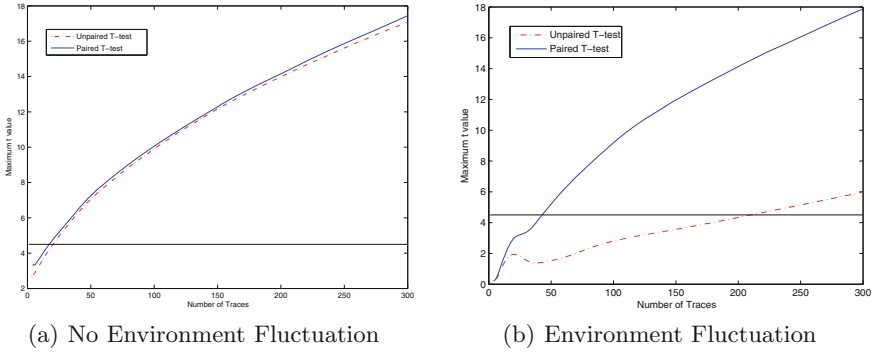 18
16
14
12
10
8
6
4
2
Maximum t value
Unpaired T-test
Paired T-test
0 50 100 150 200 250 300
Number of Traces
(a) No Environment Fluctuation
18
16
14
12
10
8
6
4
2
0
Maximum t value
Unpaired T-test
Paired T-test
0 50 100 150 200 250 300
Number of Traces
(b) Environment Fluctuation